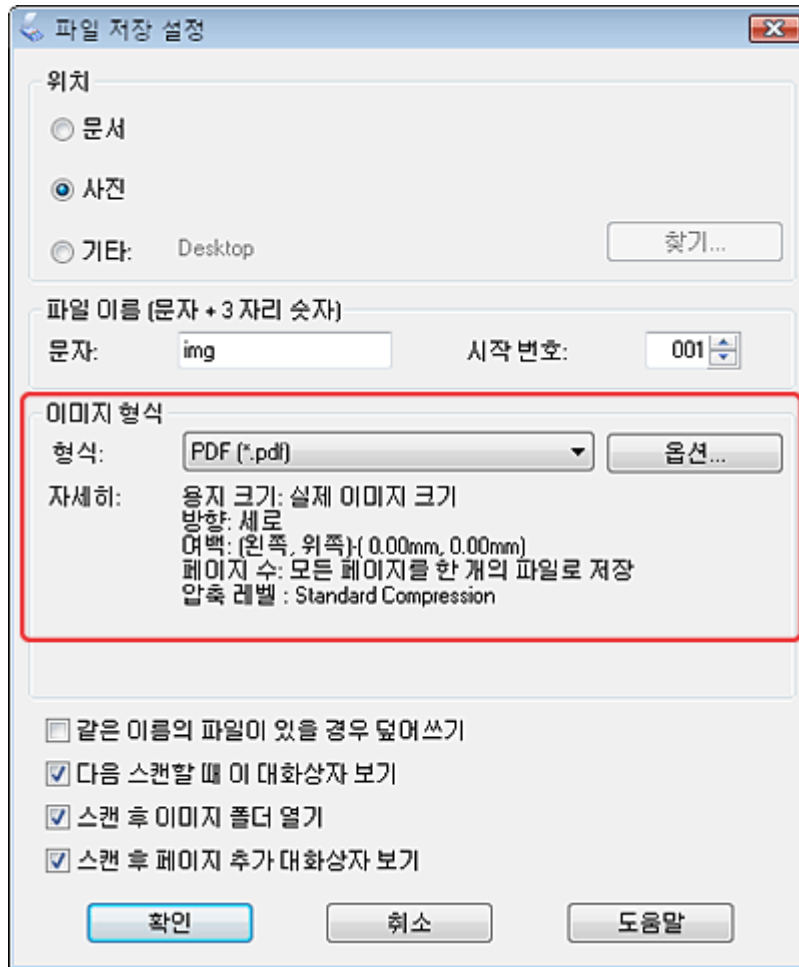 파일 저장 설정
위치
문서
사진
기타: Desktop 찾기...
파일 이름 (문자 + 3 자리 숫자)
문자: img 시작 번호: 001
이미지 형식
형식: PDF (*.pdf) 옵션...
자세히: 용지 크기: 실제 이미지 크기
방향: 세로
여백: (왼쪽, 위쪽)-( 0.00mm, 0.00mm)
페이지 수: 모든 페이지를 한 개의 파일로 저장
압축 레벨 : Standard Compression
같은 이름의 파일이 있을 경우 덮어쓰기
다음 스캔할 때 이 대화상자 보기
스캔 후 이미지 폴더 열기
스캔 후 페이지 추가 대화상자 보기
확인 취소 도움말